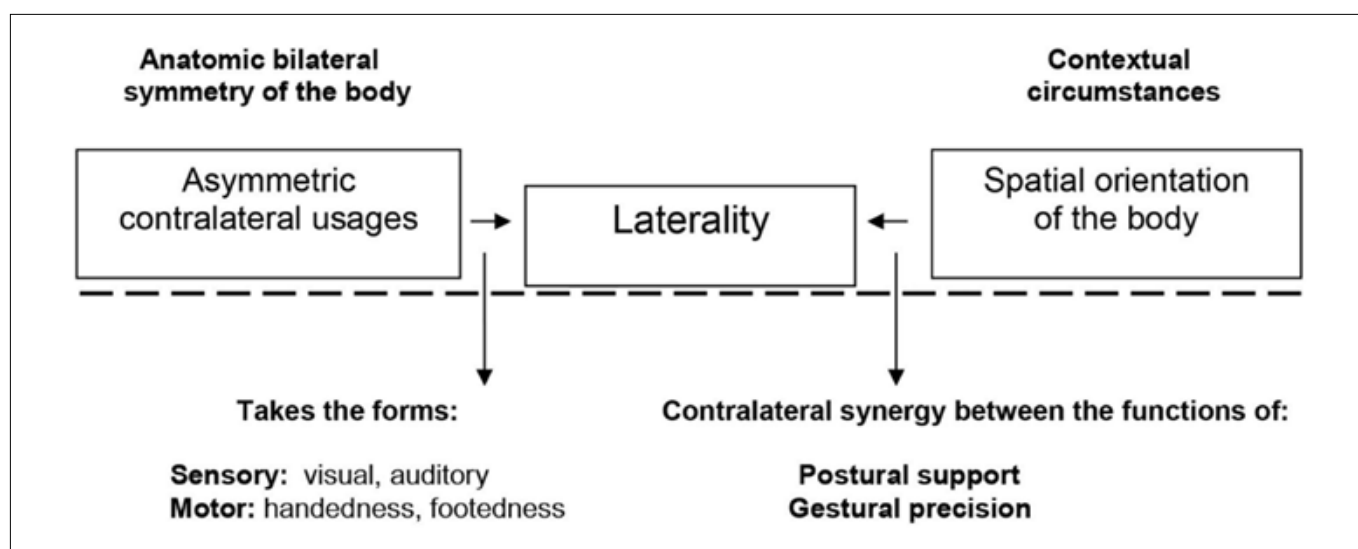 Anatomic bilateral
symmetry of the body
Contextual
circumstances
Asymmetric
contralateral usages
Laterality
Spatial orientation
of the body
Takes the forms:
Sensory: visual, auditory
Motor: handedness, footedness
Contralateral synergy between the functions of:
Postural support
Gestural precision